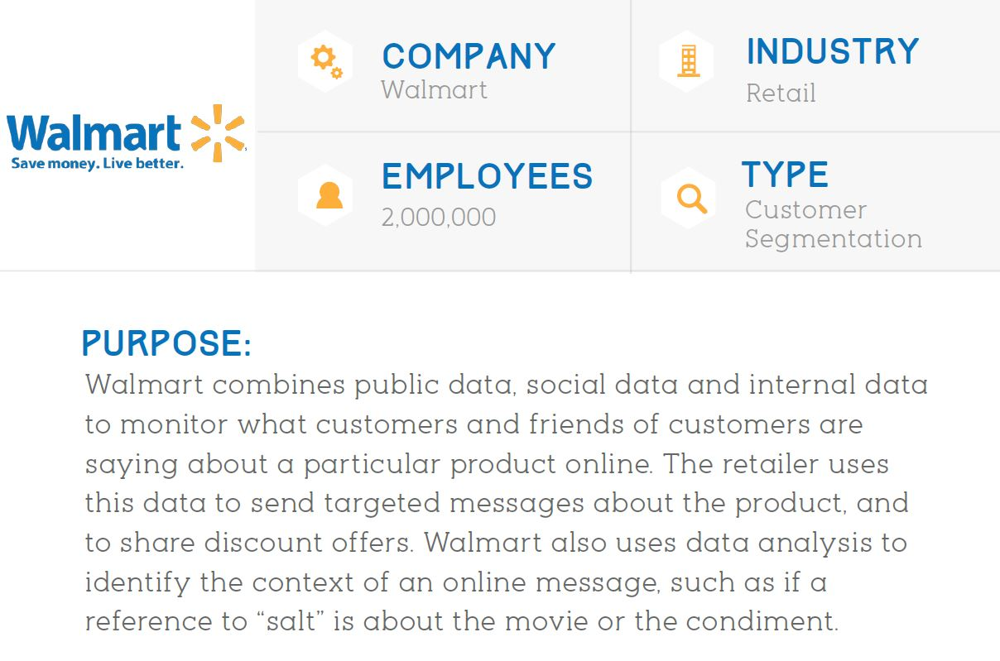 Walmart
Save money. Live better.
COMPANY
Walmart
INDUSTRY
Retail
EMPLOYEES
2,000,000
TYPE
Customer
Segmentation
PURPOSE:
Walmart combines public data, social data and internal data
to monitor what customers and friends of customers are
saying about a particular product online. The retailer uses
this data to send targeted messages about the product, and
to share discount offers. Walmart also uses data analysis to
identify the context of an online message, such as if a
reference to “salt” is about the movie or the condiment.